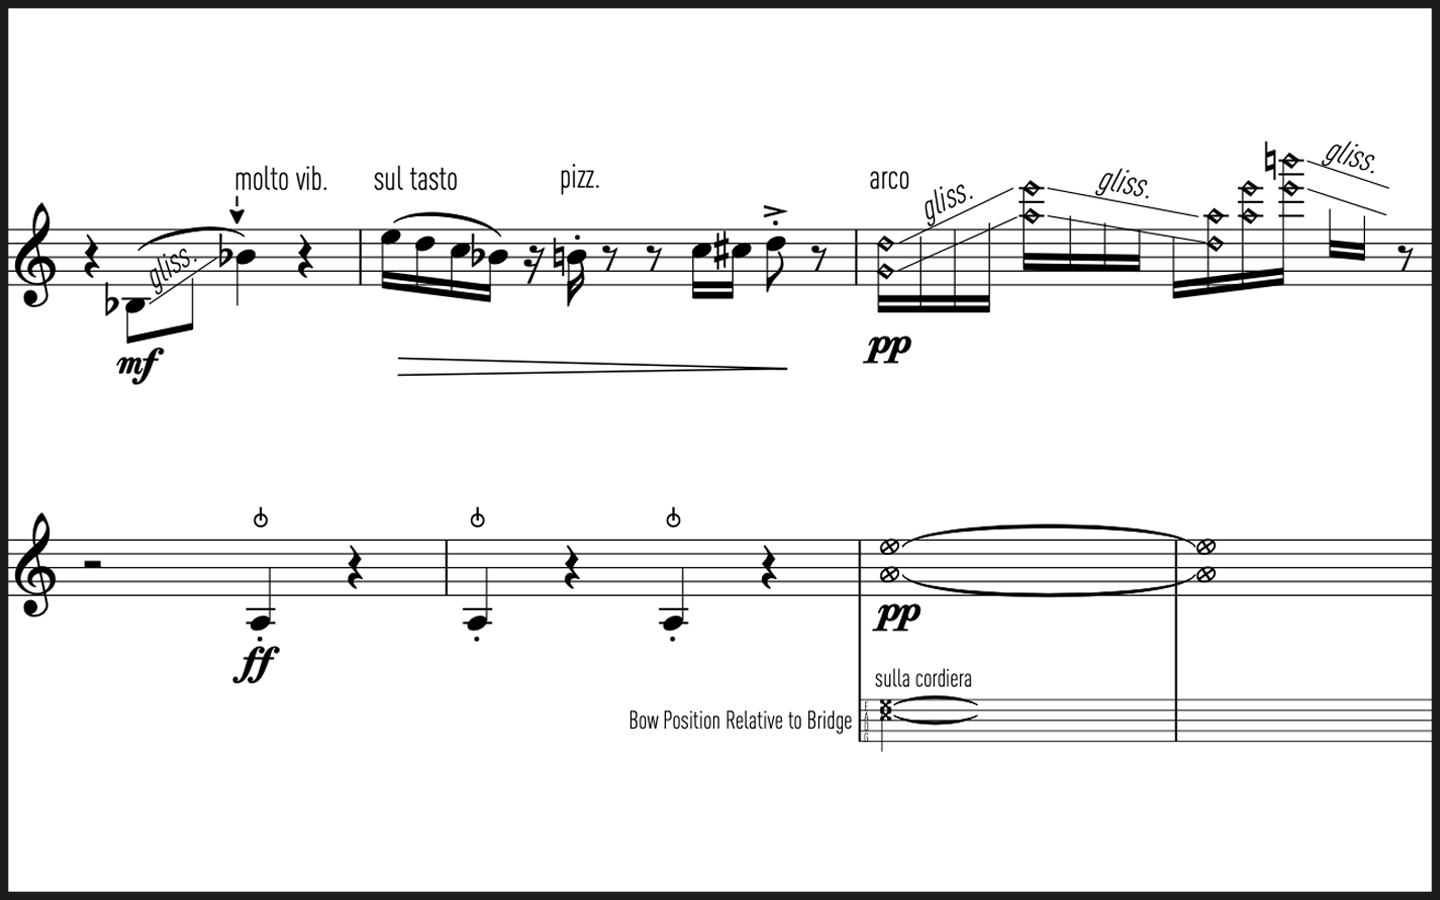 molto vib.
sul tasto
pizz.
arco
gliss.
gliss.
gliss.
gliss.
mf
pp
ff
pp
sulla cordiera
Bow Position Relative to Bridge